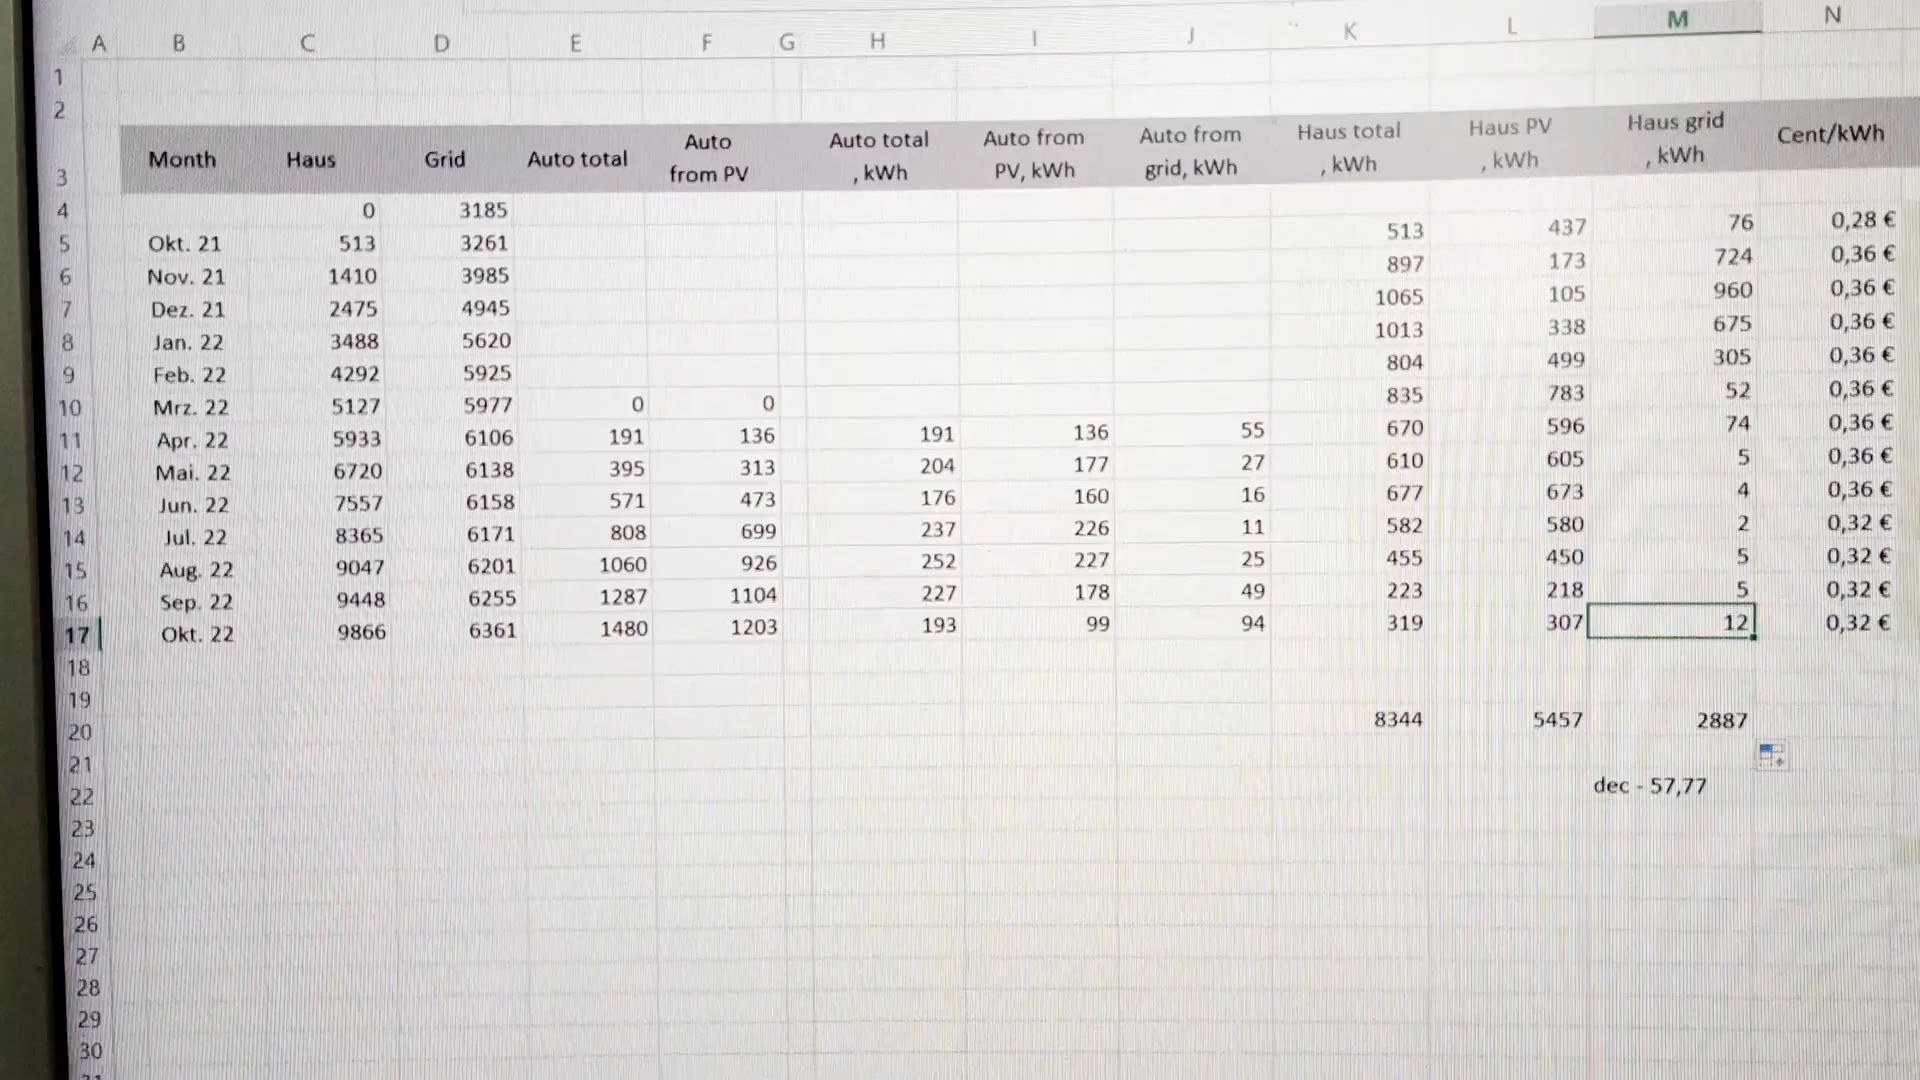 A B C D E F G H I J K L M N
1
2
3 Month Haus Grid Auto total Auto from PV Auto total , kWh Auto from PV, kWh Auto from grid, kWh Haus total , kWh Haus PV , kWh Haus grid , kWh Cent/kWh
4 0 3185
5 Okt. 21 513 3261 513 437 76 0,28 €
6 Nov. 21 1410 3985 897 173 724 0,36 €
7 Dez. 21 2475 4945 1065 105 960 0,36 €
8 Jan. 22 3488 5620 1013 338 675 0,36 €
9 Feb. 22 4292 5925 804 499 305 0,36 €
10 Mrz. 22 5127 5977 0 0 835 783 52 0,36 €
11 Apr. 22 5933 6106 191 136 191 136 55 670 596 74 0,36 €
12 Mai. 22 6720 6138 395 313 204 177 27 610 605 5 0,36 €
13 Jun. 22 7557 6158 571 473 176 160 16 677 673 4 0,36 €
14 Jul. 22 8365 6171 808 699 237 226 11 582 580 2 0,32 €
15 Aug. 22 9047 6201 1060 926 252 227 25 455 450 5 0,32 €
16 Sep. 22 9448 6255 1287 1104 227 178 49 223 218 5 0,32 €
17 Okt. 22 9866 6361 1480 1203 193 99 94 319 307 12 0,32 €
18
19
20 8344 5457 2887
21
22 dec - 57,77
23
24
25
26
27
28
29
30